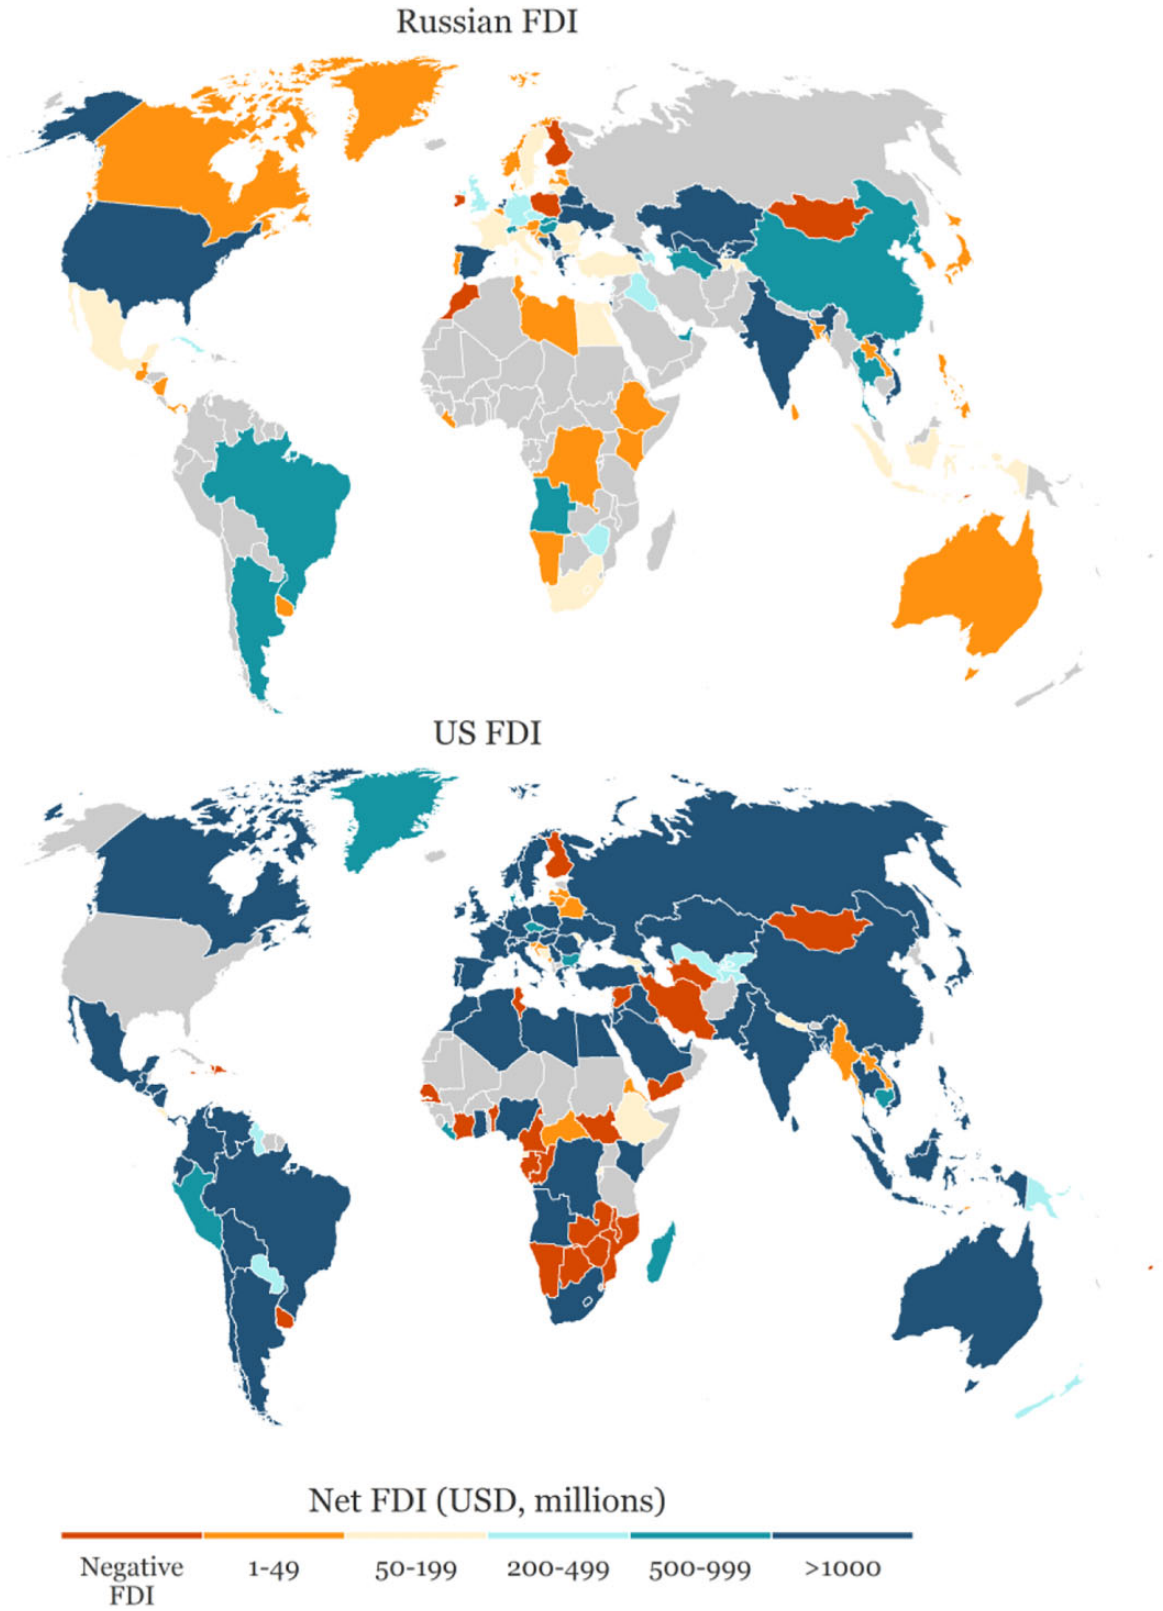 Russian FDI
US FDI
Net FDI (USD, millions)
Negative FDI
1-49
50-199
200-499
500-999
>1000